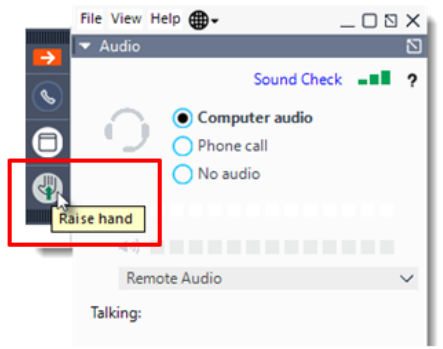 File View Help
Audio
Sound Check ?
Computer audio
Phone call
No audio
Raise hand
Remote Audio
Talking: